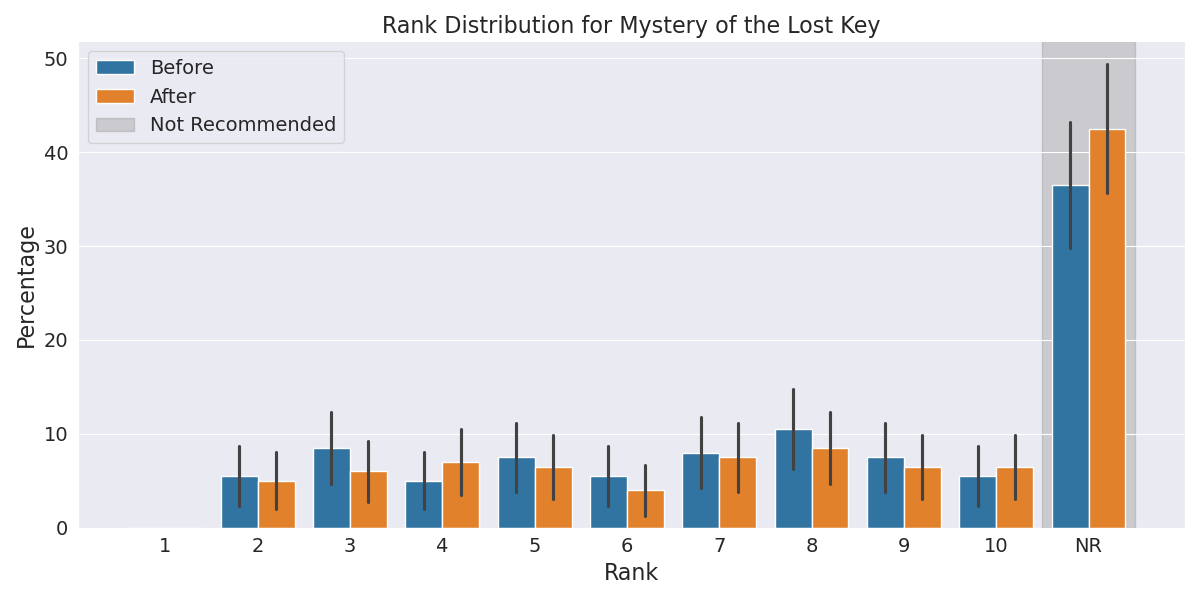 Rank Distribution for Mystery of the Lost Key
Before
After
Not Recommended
Percentage
50
40
30
20
10
0
1 2 3 4 5 6 7 8 9 10 NR
Rank